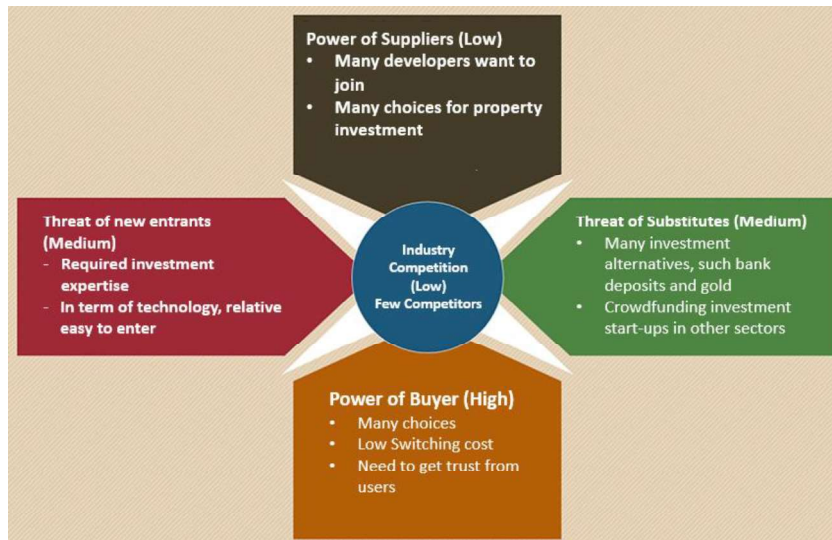 Power of Suppliers (Low)
• Many developers want to
join
• Many choices for property
investment
Threat of new entrants
(Medium)
- Required investment
expertise
- In term of technology, relative
easy to enter
Industry
Competition
(Low)
Few Competitors
Threat of Substitutes (Medium)
• Many investment
alternatives, such bank
deposits and gold
• Crowdfunding investment
start-ups in other sectors
Power of Buyer (High)
• Many choices
• Low Switching cost
• Need to get trust from
users